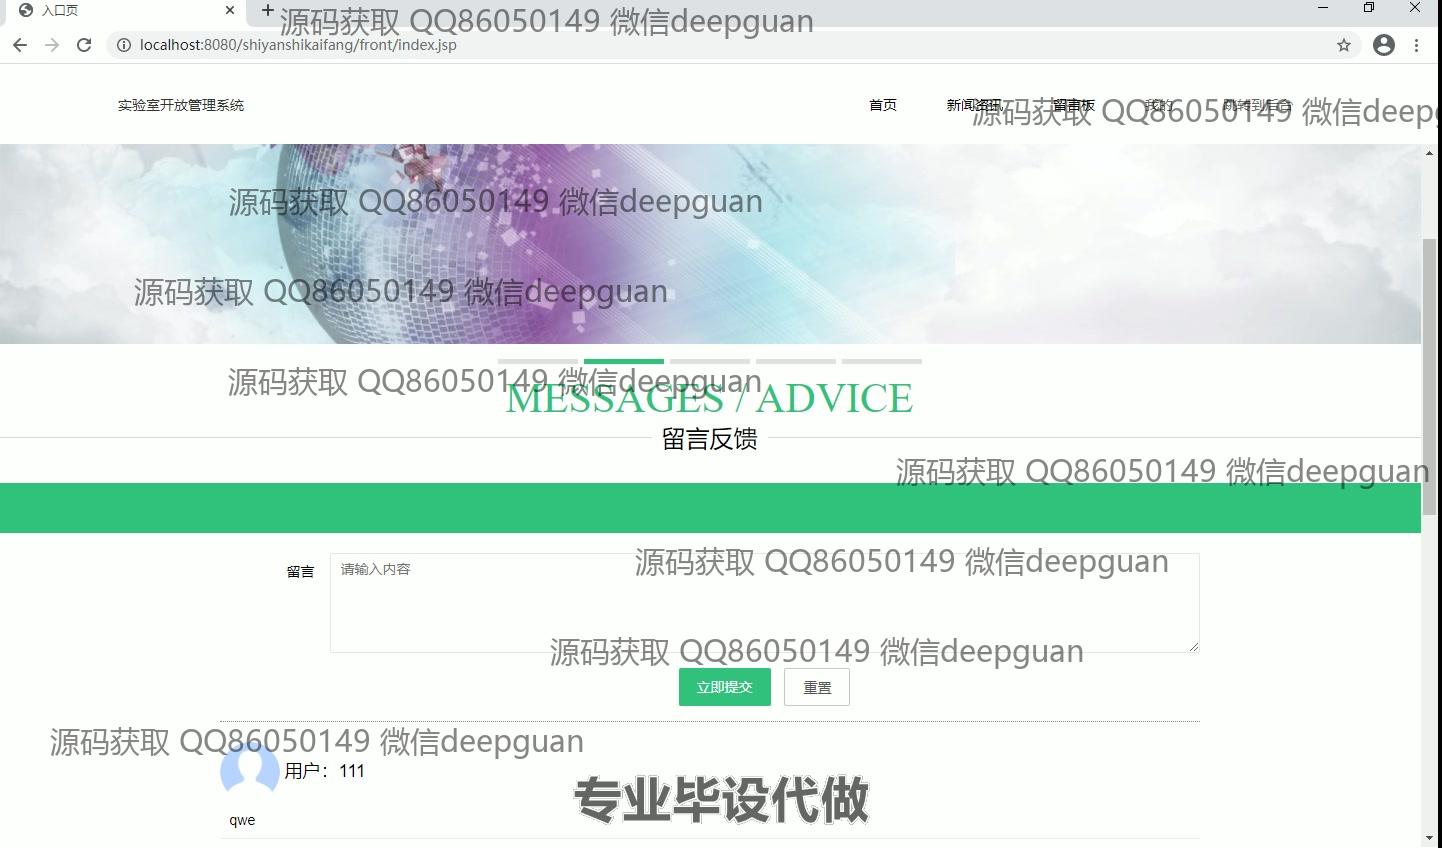 入口页
源码获取 QQ86050149 微信deepguan
localhost:8080/shiyanshikaifang/front/index.jsp
实验室开放管理系统
首页
新闻资讯
留言板
我的
跳转到后台
源码获取 QQ86050149 微信deepg
源码获取 QQ86050149 微信deepguan
源码获取 QQ86050149 微信deepguan
源码获取 QQ86050149 微信deepguan
MESSAGES / ADVICE
留言反馈
源码获取 QQ86050149 微信deepguan
留言
请输入内容
源码获取 QQ86050149 微信deepguan
源码获取 QQ86050149 微信deepguan
立即提交
重置
源码获取 QQ86050149 微信deepguan
用户：111
专业毕设代做
qwe